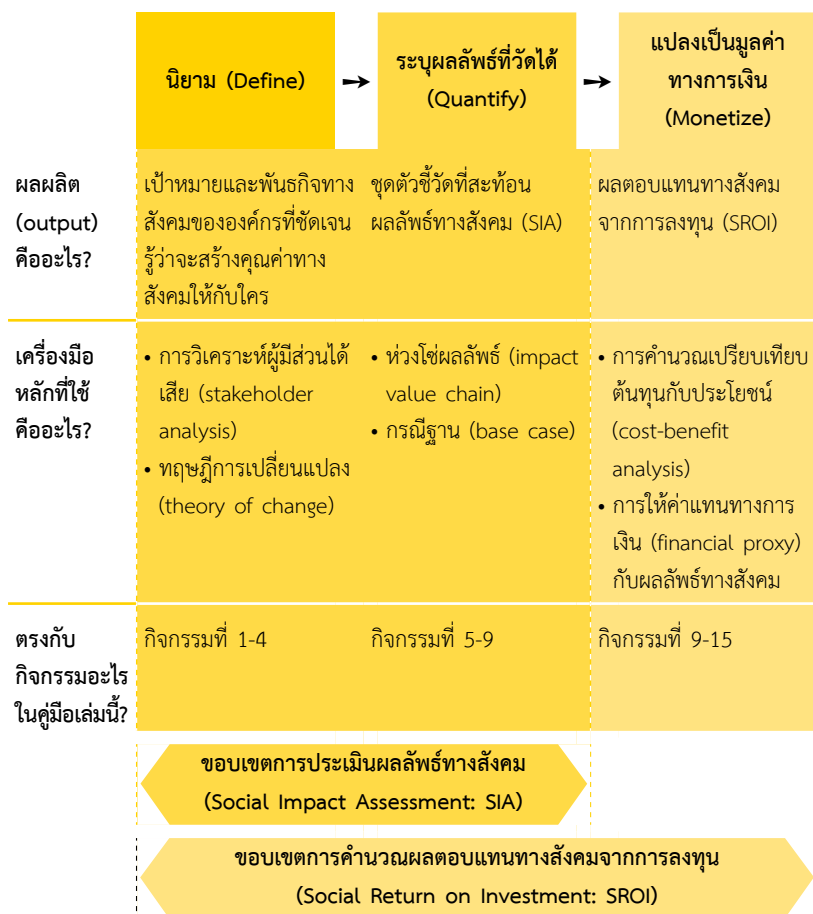 นิยาม (Define)
ระบุผลลัพธ์ที่วัดได้
(Quantify)
แปลงเป็นมูลค่า
ทางการเงิน
(Monetize)
ผลผลิต
(output)
คืออะไร?
เป้าหมายและพันธกิจทาง
สังคมขององค์กรที่ชัดเจน
รู้ว่าจะสร้างคุณค่าทาง
สังคมให้กับใคร
ชุดตัวชี้วัดที่สะท้อน
ผลลัพธ์ทางสังคม (SIA)
ผลตอบแทนทางสังคม
จากการลงทุน (SROI)
เครื่องมือ
หลักที่ใช้
คืออะไร?
• การวิเคราะห์ผู้มีส่วนได้
เสีย (stakeholder
analysis)
• ทฤษฎีการเปลี่ยนแปลง
(theory of change)
• ห่วงโซ่ผลลัพธ์ (impact
value chain)
• กรณีฐาน (base case)
• การคำนวณเปรียบเทียบ
ต้นทุนกับประโยชน์
(cost-benefit
analysis)
• การให้ค่าแทนทางการ
เงิน (financial proxy)
กับผลลัพธ์ทางสังคม
ตรงกับ
กิจกรรมอะไร
ในคู่มือเล่มนี้?
กิจกรรมที่ 1-4
กิจกรรมที่ 5-9
กิจกรรมที่ 9-15
ขอบเขตการประเมินผลลัพธ์ทางสังคม
(Social Impact Assessment: SIA)
ขอบเขตการคำนวณผลตอบแทนทางสังคมจากการลงทุน
(Social Return on Investment: SROI)